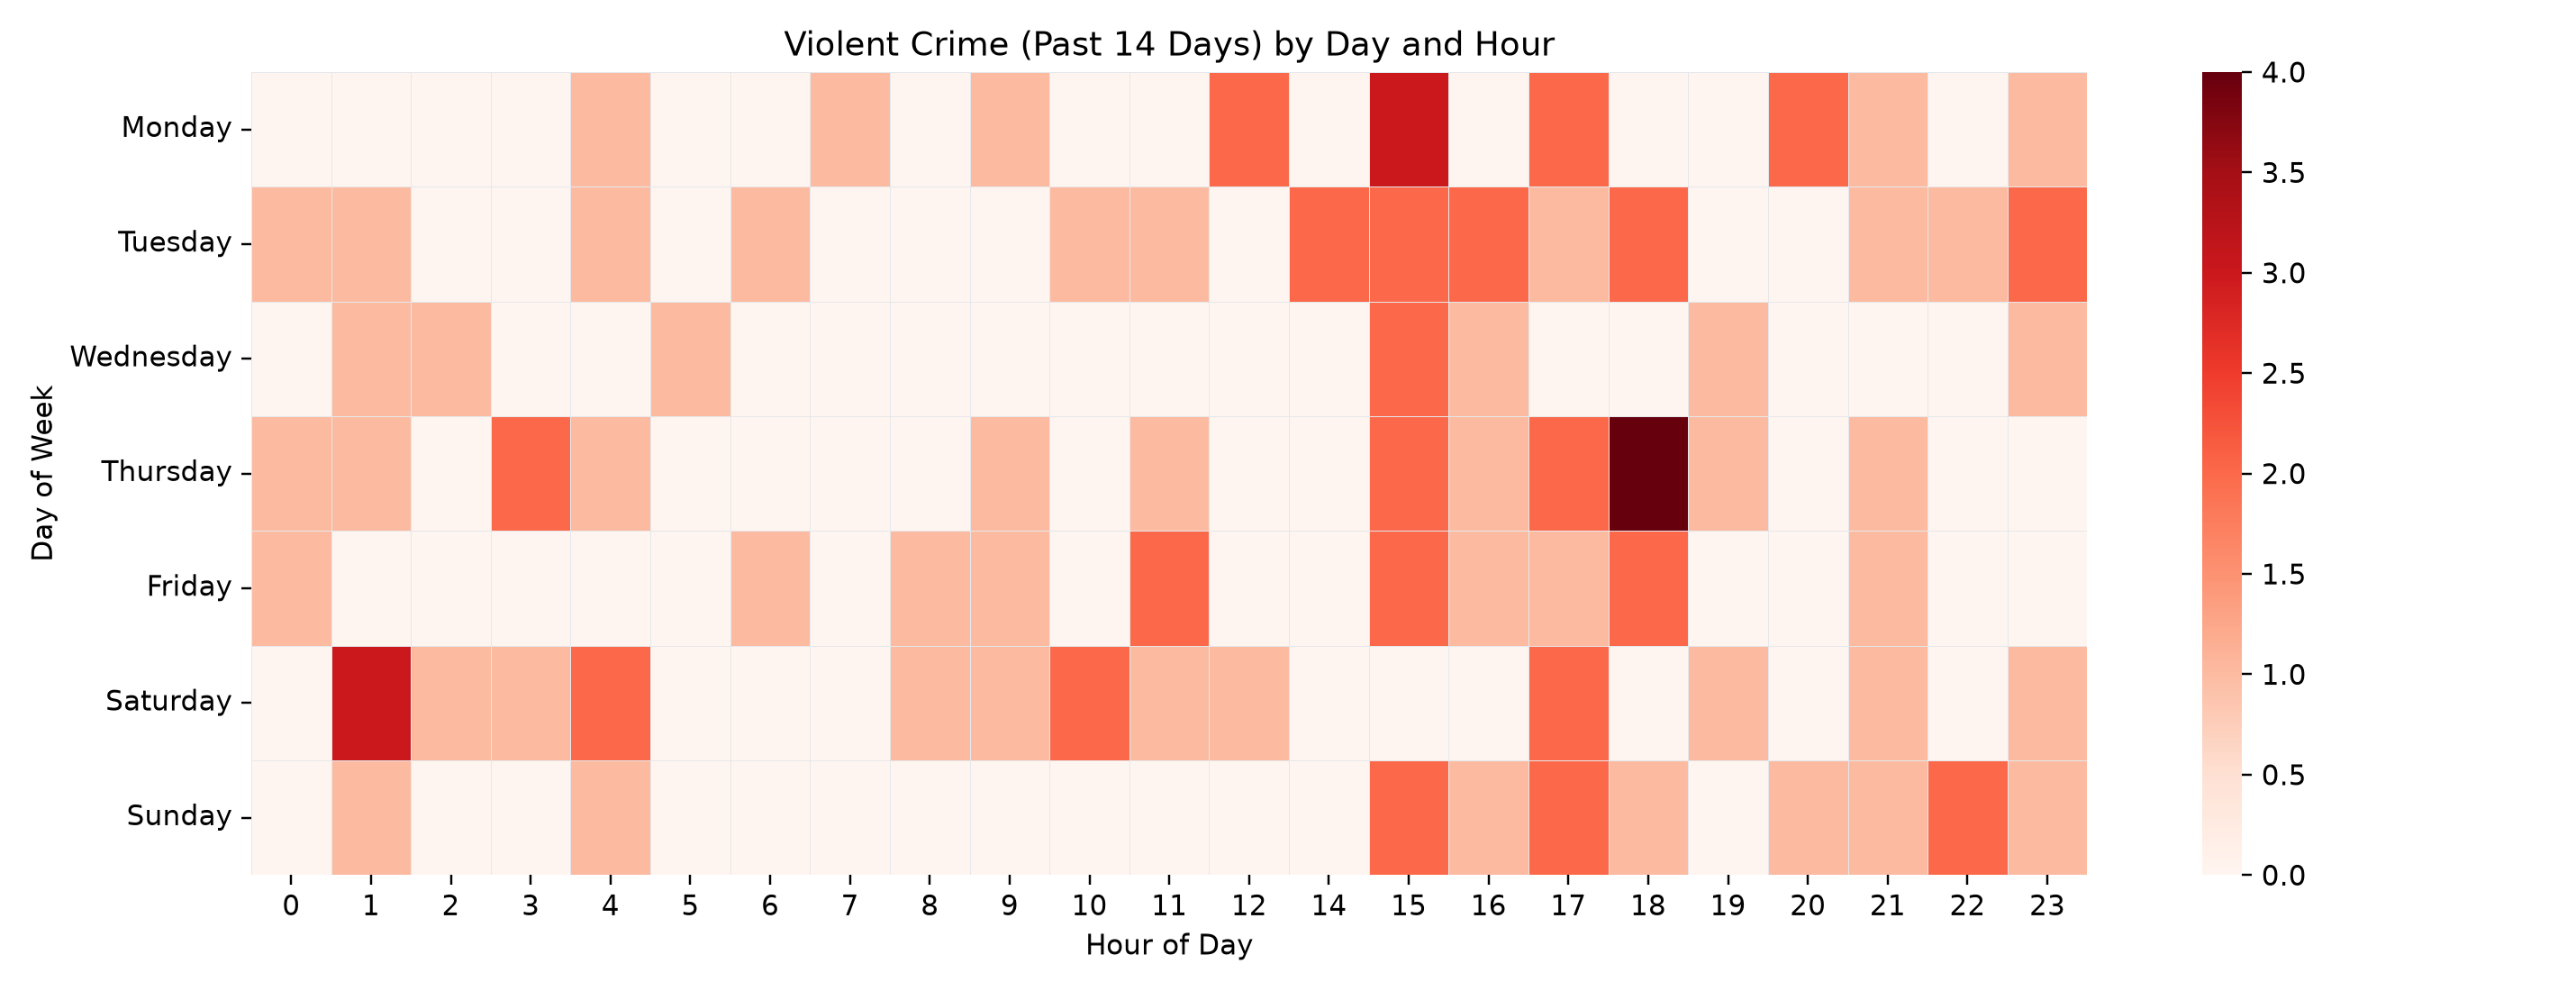 Violent Crime (Past 14 Days) by Day and Hour
Day of Week
Monday
Tuesday
Wednesday
Thursday
Friday
Saturday
Sunday
0 1 2 3 4 5 6 7 8 9 10 11 12 14 15 16 17 18 19 20 21 22 23
Hour of Day
4.0
3.5
3.0
2.5
2.0
1.5
1.0
0.5
0.0